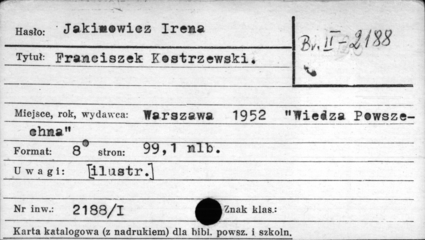 Hasło: Jakimowicz Irena
Br. II-2188
Tytuł: Franciszek Kostrzewski.
Miejsce, rok, wydawca: Warszawa 1952 "Wiedza Powsze-
chna"
Format: 8° stron: 99,1 nlb.
Uwagi: [ilustr.]
Nr inw.: 2188/I Znak klas.:
Karta katalogowa (z nadrukiem) dla bibl. powsz. i szkoln.